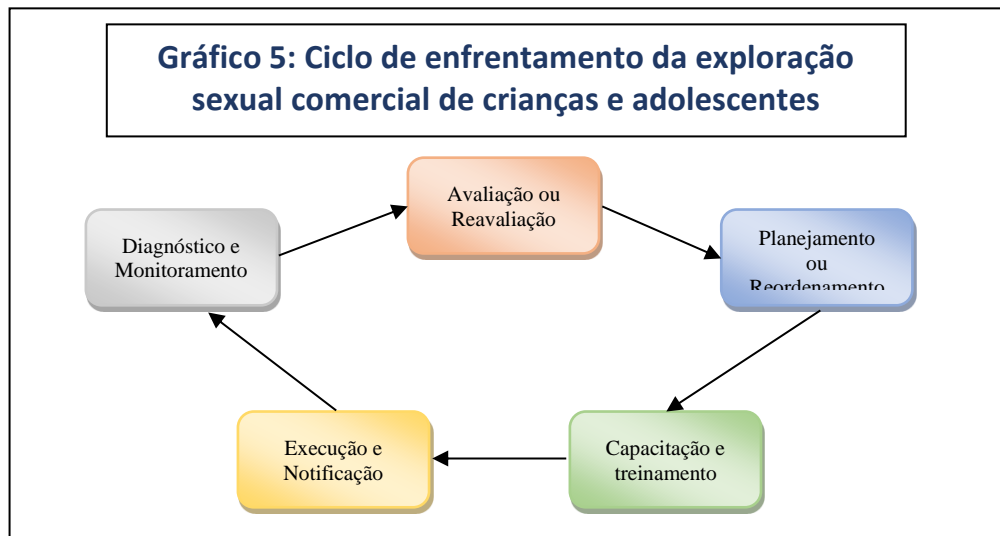 Gráfico 5: Ciclo de enfrentamento da exploração
sexual comercial de crianças e adolescentes
Avaliação ou
Reavaliação
Diagnóstico e
Monitoramento
Planejamento
ou
Reordenamento
Execução e
Notificação
Capacitação e
treinamento